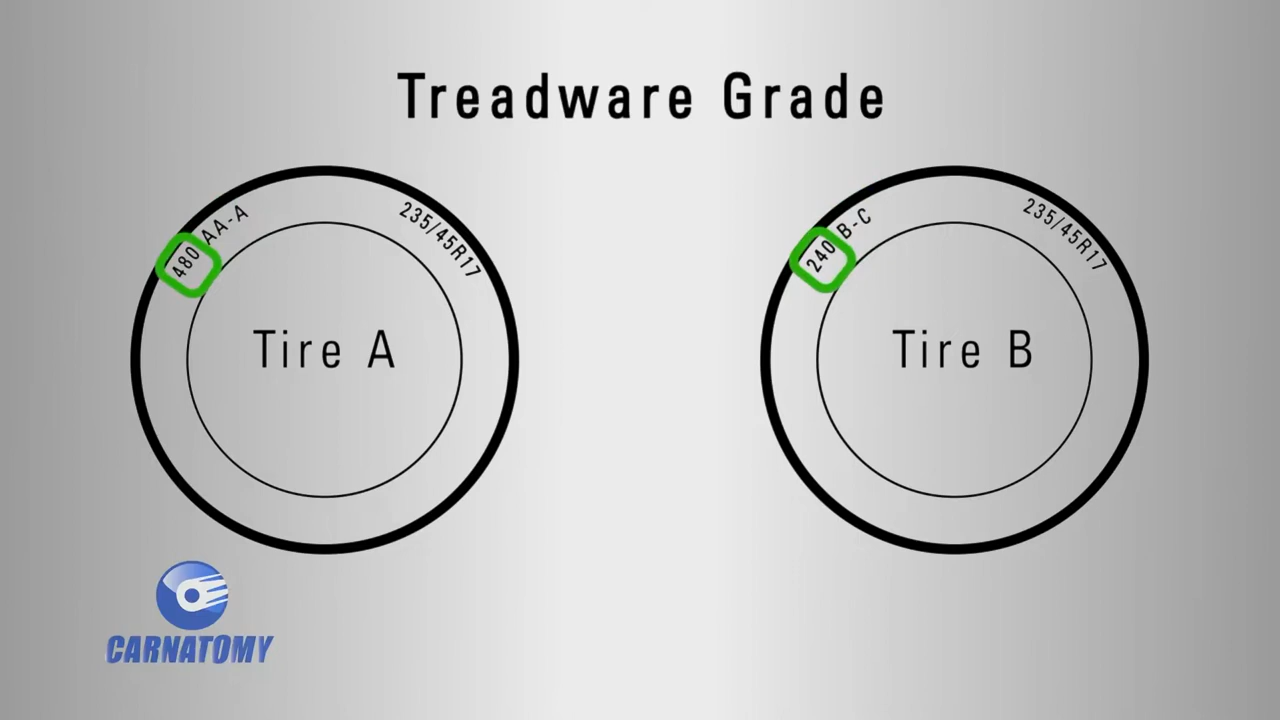 Treadware Grade
480 AA-A
235/45R17
Tire A
240 B-C
235/45R17
Tire B
CARNATOMY